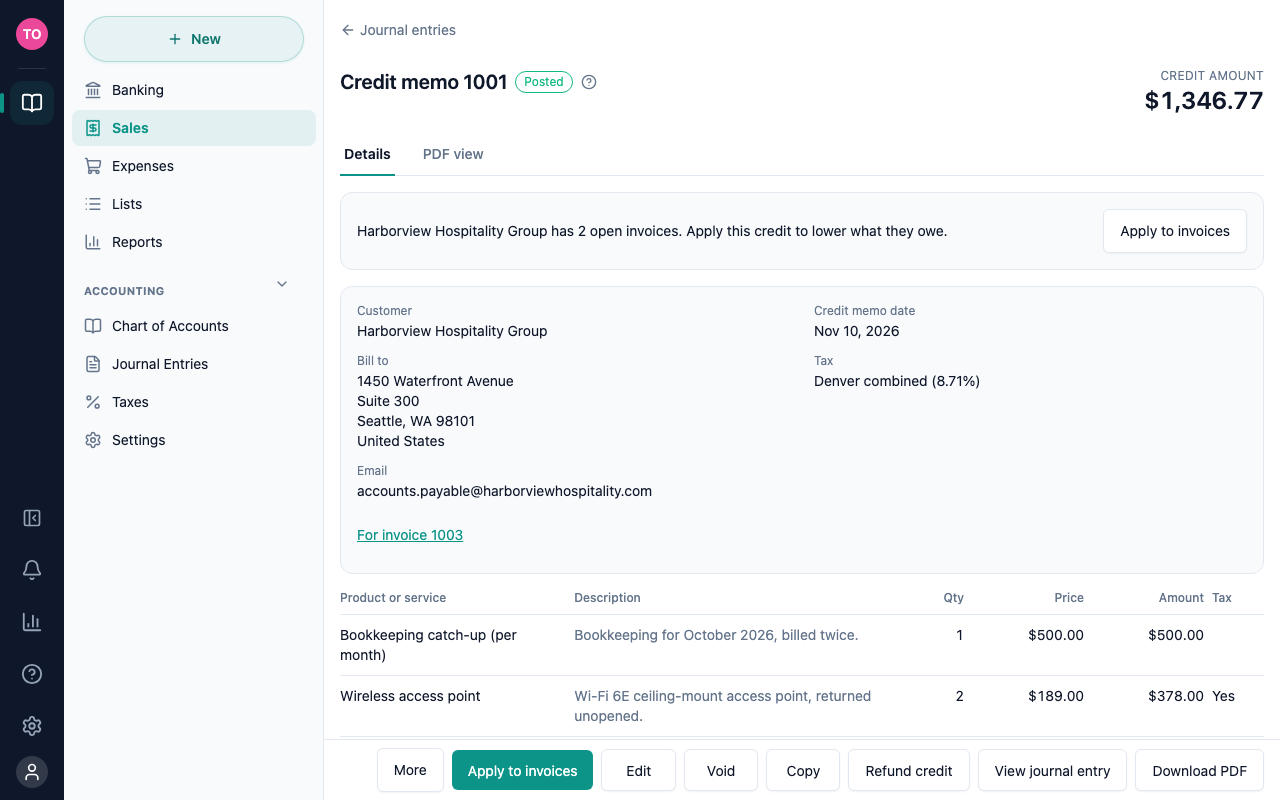 TO
New
Banking
Sales
Expenses
Lists
Reports
ACCOUNTING
Chart of Accounts
Journal Entries
Taxes
Settings
Journal entries
Credit memo 1001
Posted
CREDIT AMOUNT
$1,346.77
Details
PDF view
Harborview Hospitality Group has 2 open invoices. Apply this credit to lower what they owe.
Apply to invoices
Customer
Harborview Hospitality Group
Bill to
1450 Waterfront Avenue
Suite 300
Seattle, WA 98101
United States
Email
accounts.payable@harborviewhospitality.com
For invoice 1003
Credit memo date
Nov 10, 2026
Tax
Denver combined (8.71%)
Product or service Description Qty Price Amount Tax
Bookkeeping catch-up (per Bookkeeping for October 2026, billed twice. 1 $500.00 $500.00
month)
Wireless access point Wi-Fi 6E ceiling-mount access point, returned 2 $189.00 $378.00 Yes
unopened.
More
Apply to invoices
Edit
Void
Copy
Refund credit
View journal entry
Download PDF